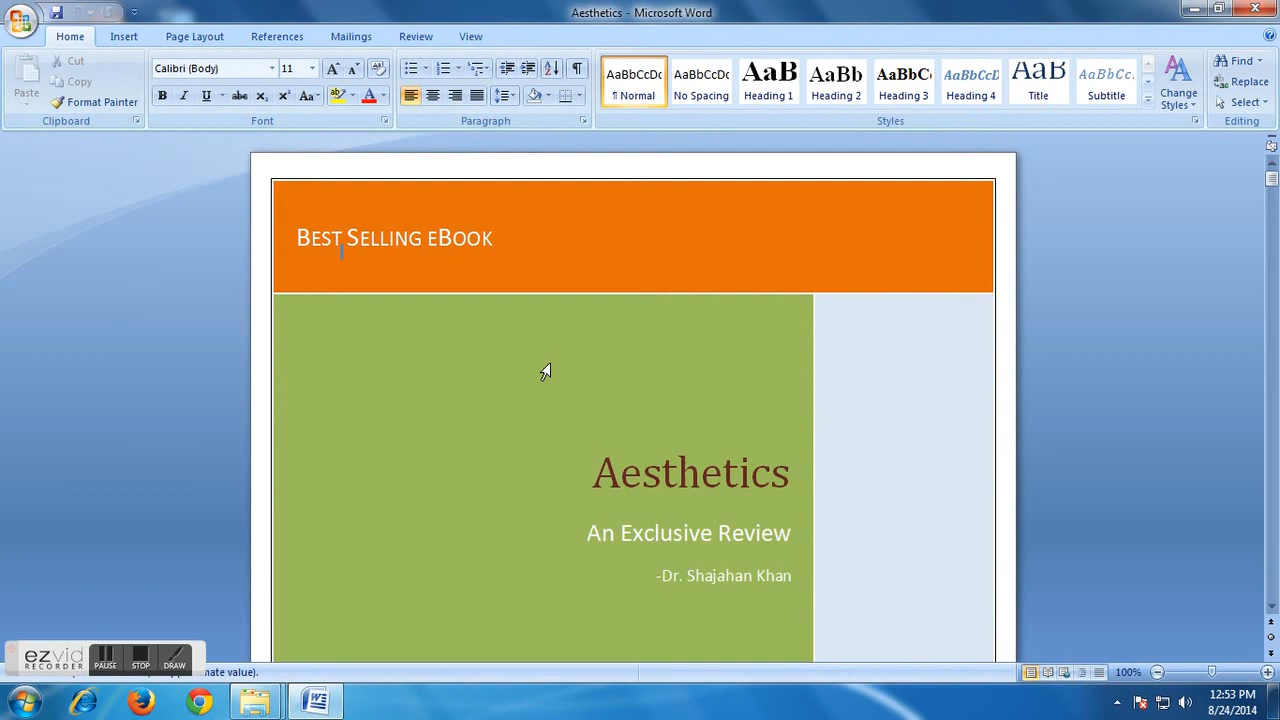 Aesthetics - Microsoft Word
Home Insert Page Layout References Mailings Review View
Paste
Cut
Copy
Format Painter
Clipboard
Calibri (Body) 11
Font
Paragraph
AaBbCcDc AaBbCcDc AaB AaBb AaBbC AaBbCcD AaB AaBbCc.
¶ Normal No Spacing Heading 1 Heading 2 Heading 3 Heading 4 Title Subtitle
Change
Styles
Styles
Find
Replace
Select
Editing
BEST SELLING EBOOK
Aesthetics
An Exclusive Review
-Dr. Shajahan Khan
ezvid
RECORDER
PAUSE STOP DRAW
mate value).
100%
12:53 PM
8/24/2014